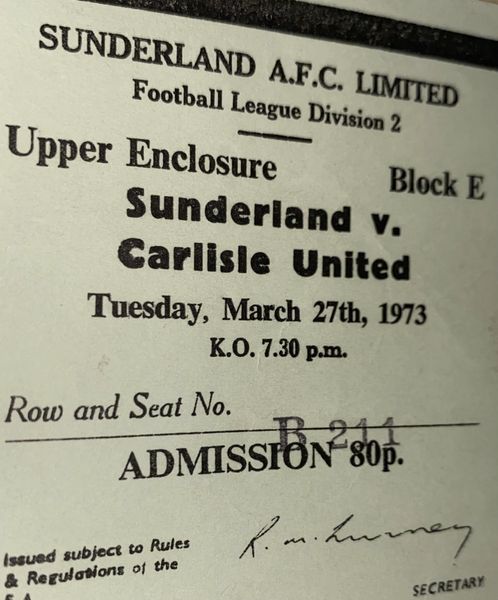 SUNDERLAND A.F.C. LIMITED
Football League Division 2
Upper Enclosure Block E
Sunderland v.
Carlisle United
Tuesday, March 27th, 1973
K.O. 7.30 p.m.
Row and Seat No. B 211
ADMISSION 80p.
Issued subject to Rules
& Regulations of the
R. M.
SECRETARY